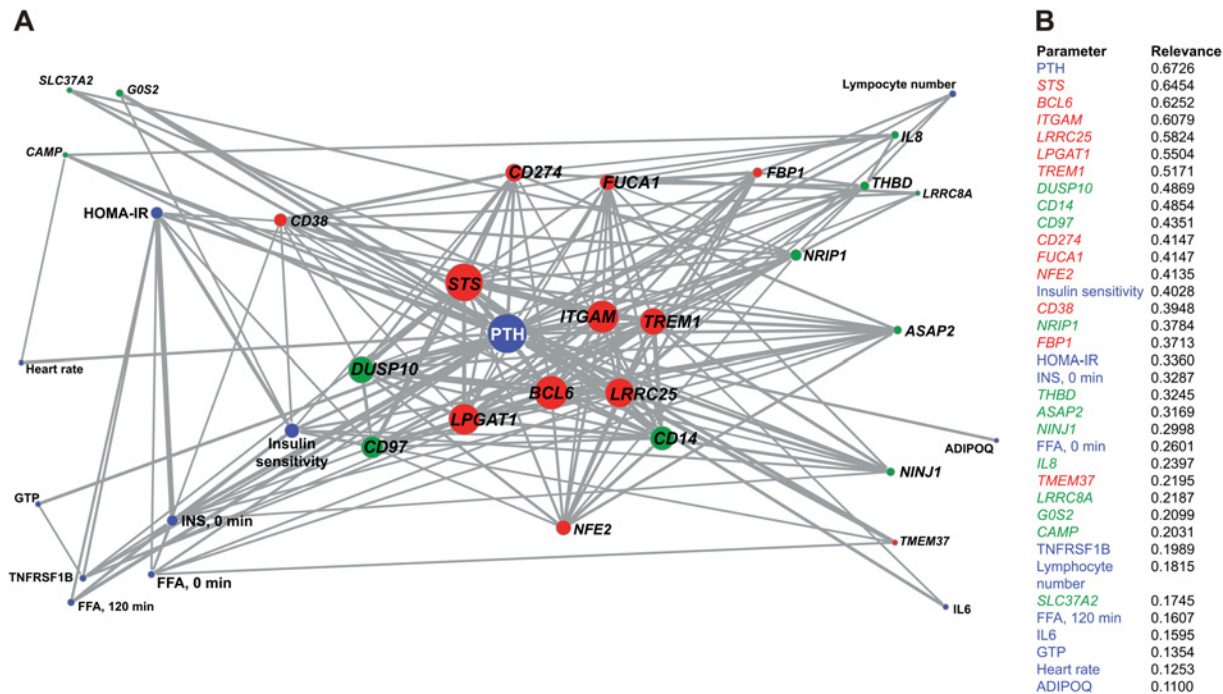 A
SLC37A2
G0S2
Lympocyte number
CAMP
IL8
CD274
FUCA1
FBP1
THBD
LRRC8A
HOMA-IR
CD38
NRIP1
STS
ITGAM
TREM1
PTH
ASAP2
Heart rate
DUSP10
BCL6
LRRC25
LPGAT1
Insulin
sensitivity
CD97
CD14
ADIPOQ
NINJ1
GTP
INS, 0 min
NFE2
TMEM37
TNFRSF1B
FFA, 0 min
FFA, 120 min
IL6
B
Parameter Relevance
PTH 0.6726
STS 0.6454
BCL6 0.6252
ITGAM 0.6079
LRRC25 0.5824
LPGAT1 0.5504
TREM1 0.5171
DUSP10 0.4869
CD14 0.4854
CD97 0.4351
CD274 0.4147
FUCA1 0.4147
NFE2 0.4135
Insulin sensitivity 0.4028
CD38 0.3948
NRIP1 0.3784
FBP1 0.3713
HOMA-IR 0.3360
INS, 0 min 0.3287
THBD 0.3245
ASAP2 0.3169
NINJ1 0.2998
FFA, 0 min 0.2601
IL8 0.2397
TMEM37 0.2195
LRRC8A 0.2187
G0S2 0.2099
CAMP 0.2031
TNFRSF1B 0.1989
Lymphocyte 0.1815
number
SLC37A2 0.1745
FFA, 120 min 0.1607
IL6 0.1595
GTP 0.1354
Heart rate 0.1253
ADIPOQ 0.1100